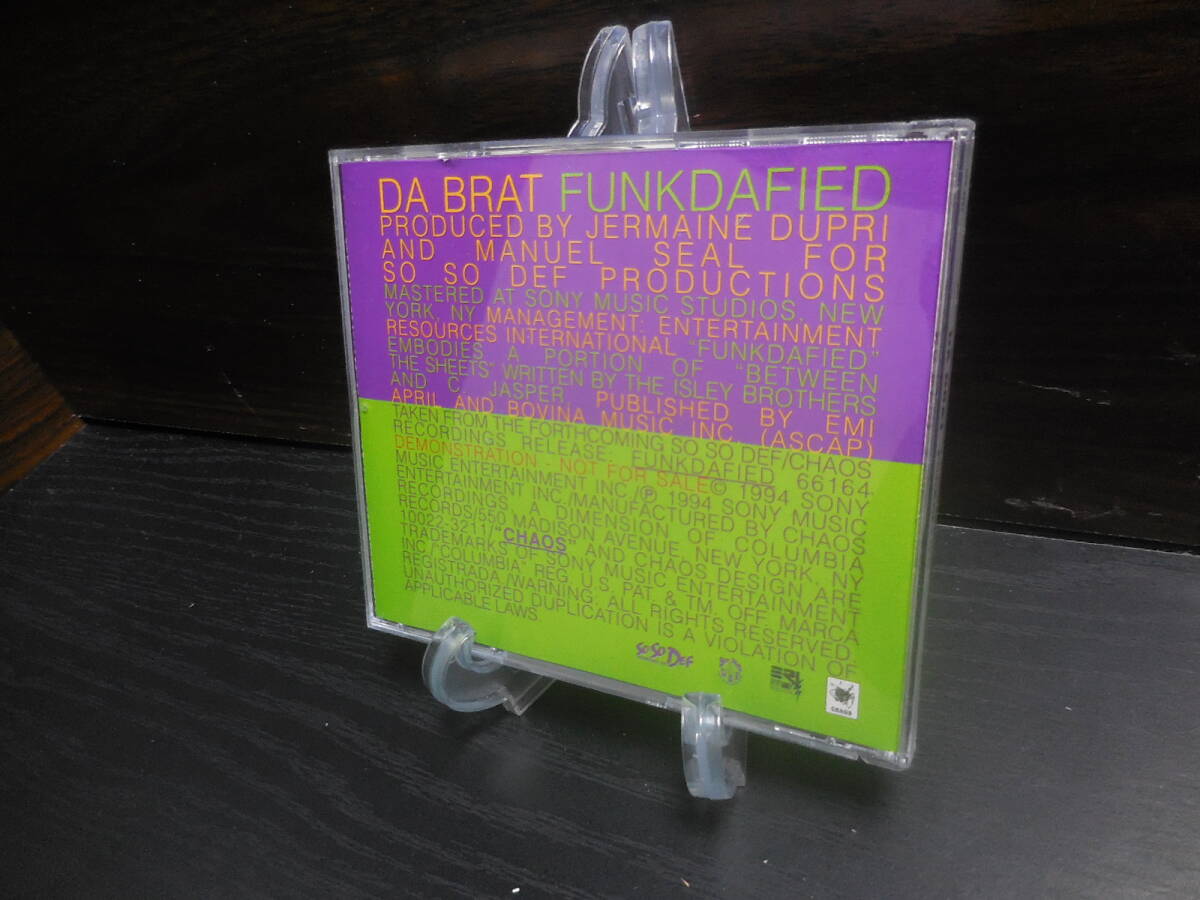 DA BRAT FUNKDAFIED
PRODUCED BY JERMAINE DUPRI
AND MANUEL SEAL FOR
SO SO DEF PRODUCTIONS
MASTERED AT SONY MUSIC STUDIOS, NEW
YORK, NY MANAGEMENT: ENTERTAINMENT
RESOURCES INTERNATIONAL "FUNKDAFIED"
EMBODIES A PORTION OF "BETWEEN
THE SHEETS" WRITTEN BY THE ISLEY BROTHERS
AND C. JASPER, PUBLISHED BY EMI
APRIL AND BOVINA MUSIC INC. (ASCAP)
TAKEN FROM THE FORTHCOMING SO SO DEF/CHAOS
RECORDINGS RELEASE: FUNKDAFIED 66164
DEMONSTRATION - NOT FOR SALE © 1994 SONY
MUSIC ENTERTAINMENT INC./℗ 1994 SONY MUSIC
ENTERTAINMENT INC./MANUFACTURED BY CHAOS
RECORDINGS A DIMENSION OF COLUMBIA
RECORDS/550 MADISON AVENUE, NEW YORK, NY
10022-3211/"CHAOS" AND CHAOS DESIGN ARE
TRADEMARKS OF SONY MUSIC ENTERTAINMENT
INC./"COLUMBIA" REG. U.S. PAT. & TM. OFF. MARCA
REGISTRADA./WARNING: ALL RIGHTS RESERVED.
UNAUTHORIZED DUPLICATION IS A VIOLATION OF
APPLICABLE LAWS.
SO SO DEF
CHAOS